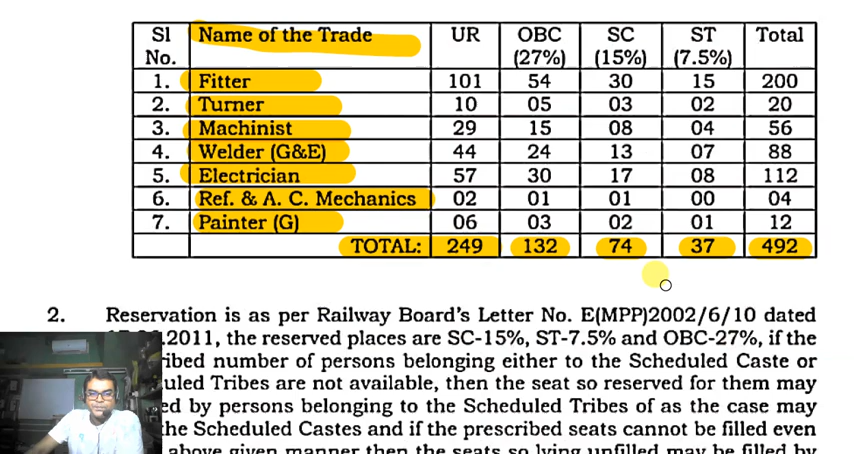 Sl No. Name of the Trade UR OBC (27%) SC (15%) ST (7.5%) Total
1. Fitter 101 54 30 15 200
2. Turner 10 05 03 02 20
3. Machinist 29 15 08 04 56
4. Welder (G&E) 44 24 13 07 88
5. Electrician 57 30 17 08 112
6. Ref. & A. C. Mechanics 02 01 01 00 04
7. Painter (G) 06 03 02 01 12
TOTAL: 249 132 74 37 492
2. Reservation is as per Railway Board's Letter No. E(MPP)2002/6/10 dated
.2011, the reserved places are SC-15%, ST-7.5% and OBC-27%, if the
number of persons belonging either to the Scheduled Caste or
Tribes are not available, then the seat so reserved for them may
by persons belonging to the Scheduled Tribes of as the case may
the Scheduled Castes and if the prescribed seats cannot be filled even
above given manner then the seats so lying unfilled may be filled by